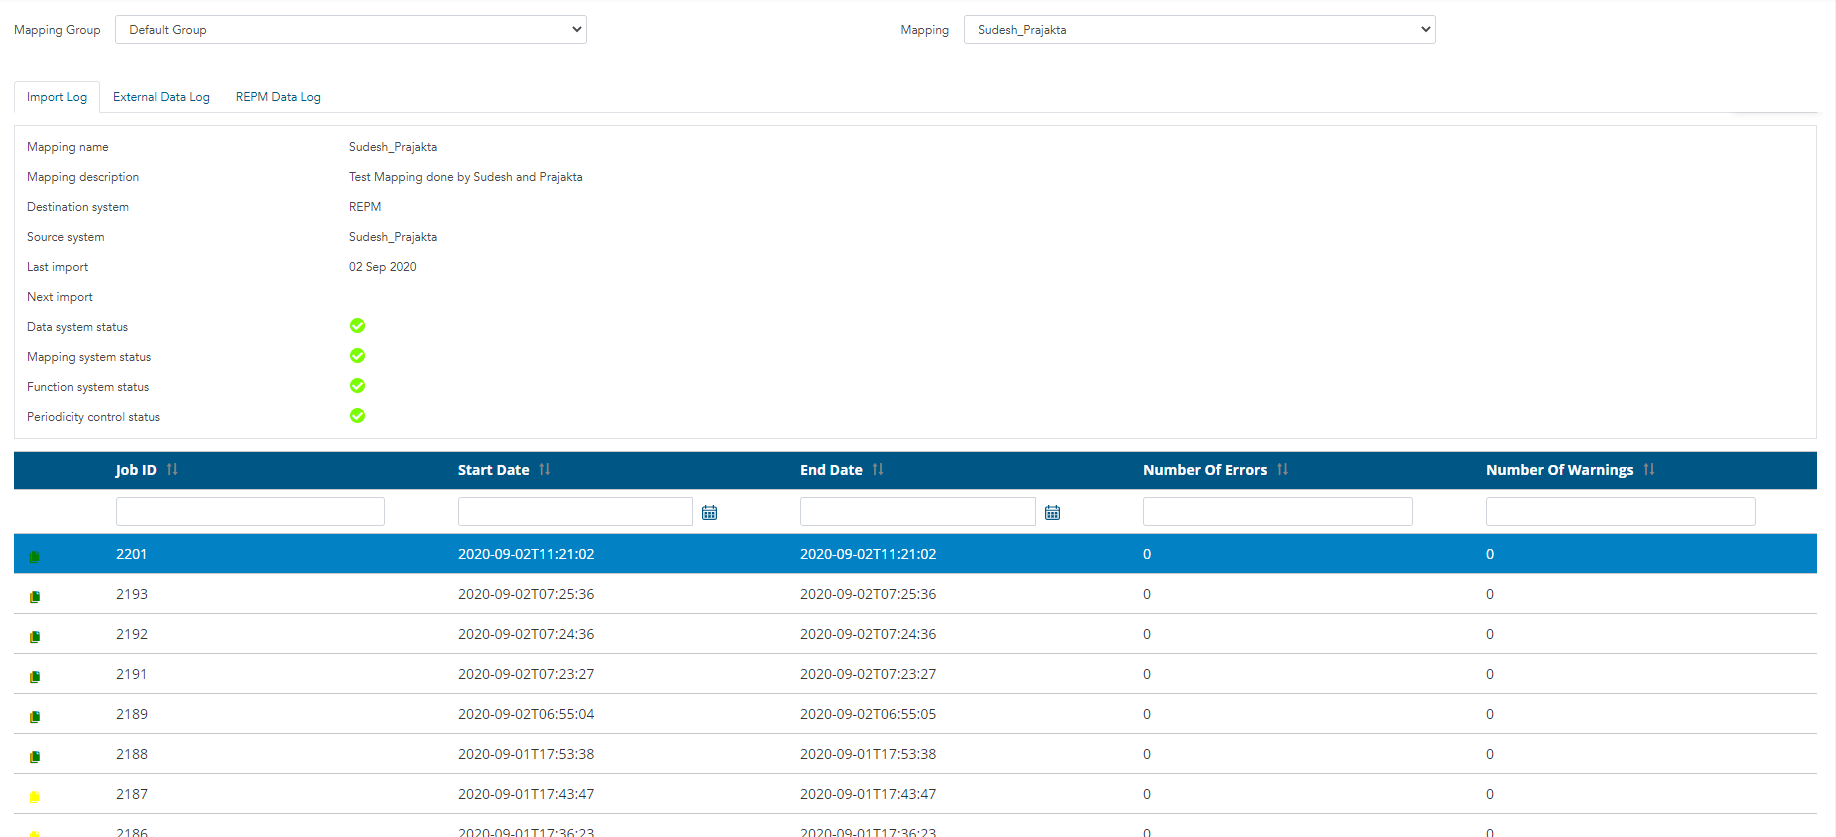 Mapping Group Default Group Mapping Sudesh_Prajakta
Import Log External Data Log REPM Data Log
Mapping name Sudesh_Prajakta
Mapping description Test Mapping done by Sudesh and Prajakta
Destination system REPM
Source system Sudesh_Prajakta
Last import 02 Sep 2020
Next import
Data system status
Mapping system status
Function system status
Periodicity control status
Job ID Start Date End Date Number Of Errors Number Of Warnings
2201 2020-09-02T11:21:02 2020-09-02T11:21:02 0 0
2193 2020-09-02T07:25:36 2020-09-02T07:25:36 0 0
2192 2020-09-02T07:24:36 2020-09-02T07:24:36 0 0
2191 2020-09-02T07:23:27 2020-09-02T07:23:27 0 0
2189 2020-09-02T06:55:04 2020-09-02T06:55:05 0 0
2188 2020-09-01T17:53:38 2020-09-01T17:53:38 0 0
2187 2020-09-01T17:43:47 2020-09-01T17:43:47 0 0
2186 2020-09-01T17:36:23 2020-09-01T17:36:23 0 0